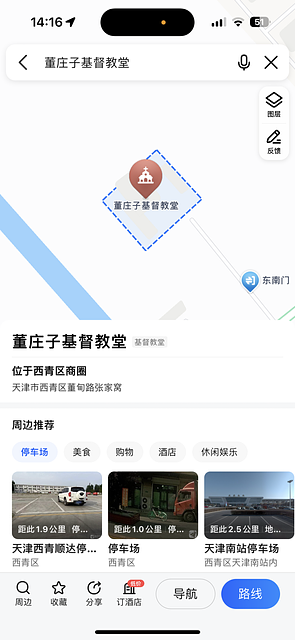 14:16
51
董庄子基督教堂
图层
反馈
董庄子基督教堂
东南门
董庄子基督教堂 基督教堂
位于西青区商圈
天津市西青区董甸路张家窝
周边推荐
停车场 美食 购物 酒店 休闲娱乐
距此1.9公里 停... 距此1.0公里 停... 距此2.5公里 地...
天津西青顺达停... 停车场 天津南站停车场
西青区 西青区 西青区天津南站内
周边 收藏 分享 订酒店 导航 路线